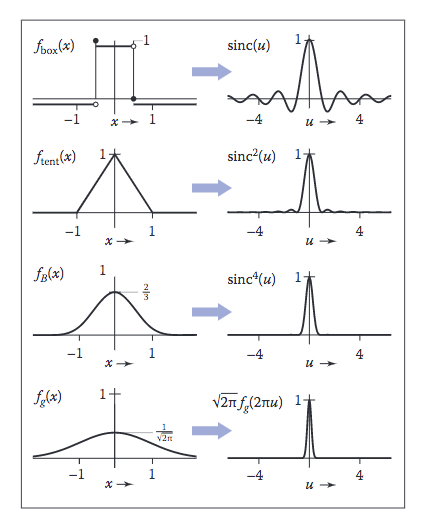 f_box(x) 1 sinc(u) 1
−1 x 1 −4 u 4
f_tent(x) 1 sinc²(u) 1
−1 x 1 −4 u 4
f_B(x) 1 2/3 sinc⁴(u) 1
−1 x 1 −4 u 4
f_g(x) 1 1/√2π √2π f_g(2πu) 1
−1 x 1 −4 u 4